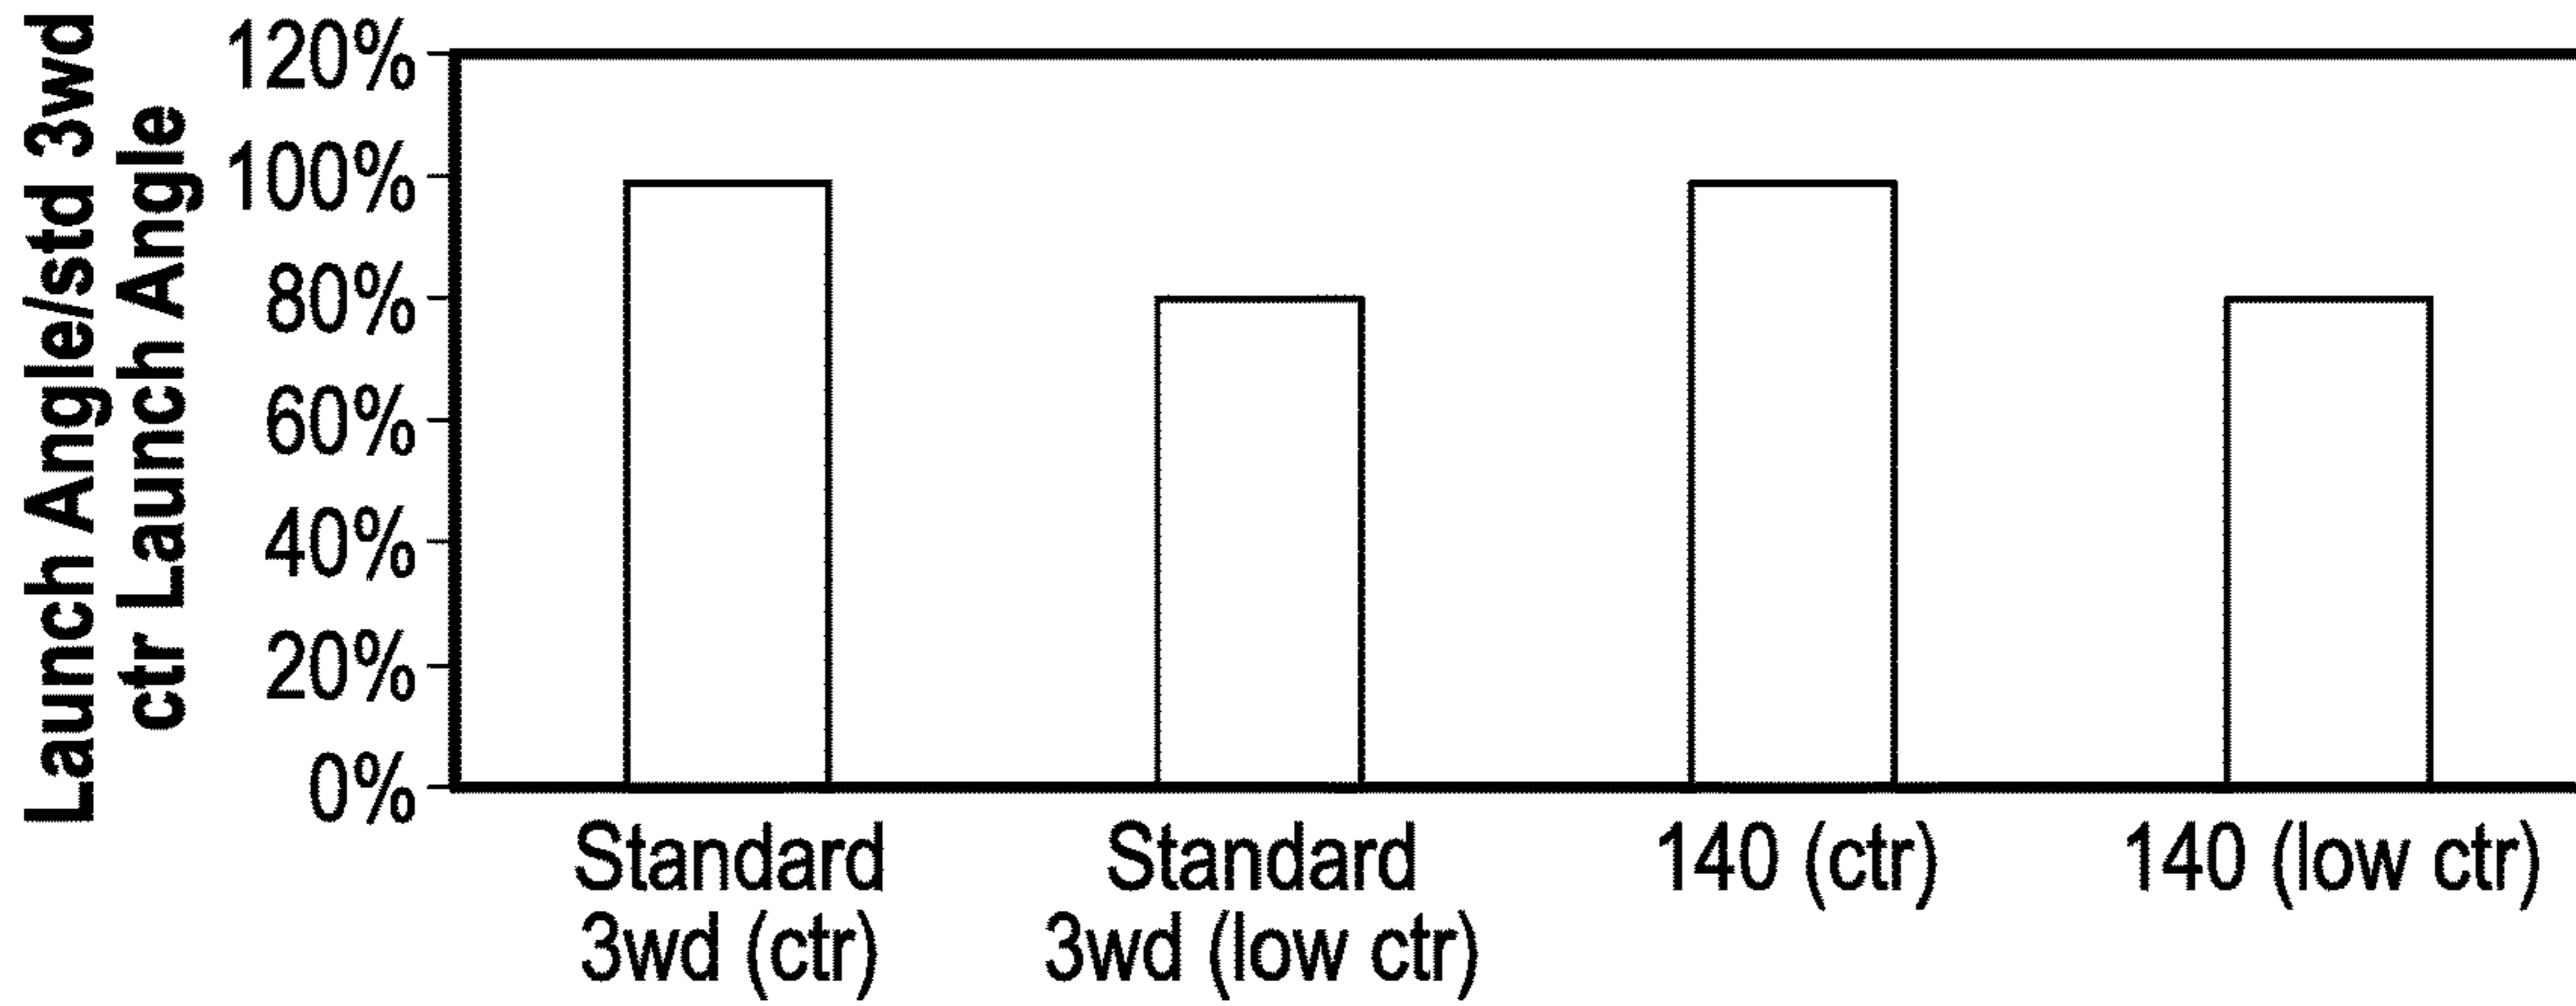 Launch Angle/std 3wd
ctr Launch Angle
120%
100%
80%
60%
40%
20%
0%
Standard
3wd (ctr)
Standard
3wd (low ctr)
140 (ctr)
140 (low ctr)